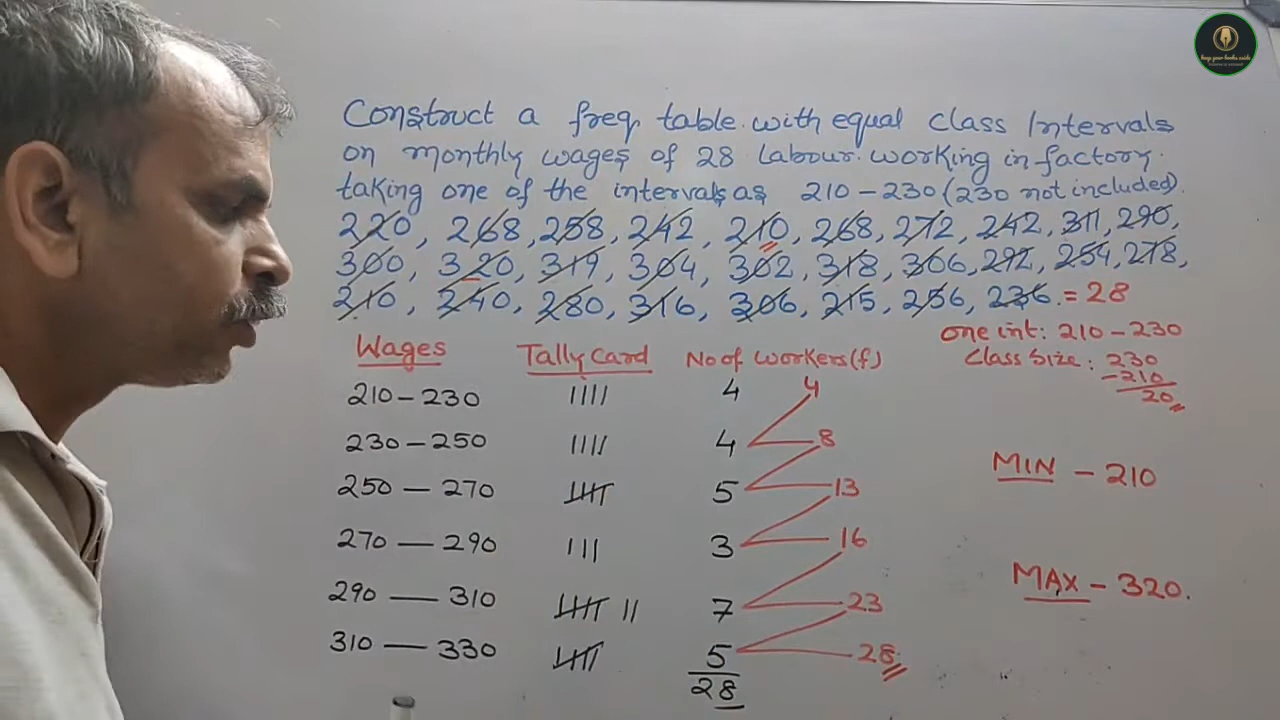 Construct a freq. table with equal class Intervals
on monthly wages of 28 labour working in factory.
taking one of the intervals as 210 - 230 (230 not included).
220, 268, 258, 242, 210, 268, 272, 242, 311, 290,
300, 320, 319, 304, 302, 318, 306, 292, 254, 278,
210, 240, 280, 316, 306, 215, 256, 236. = 28
one int: 210 - 230
Class Size: 230
-210
20
Wages Tally Card No of workers (f)
210 - 230 |||| 4 4
230 - 250 |||| 4 8
250 - 270 ||||| 5 13
270 - 290 ||| 3 16
290 - 310 ||||| || 7 23
310 - 330 ||||| 5 28
28
MIN - 210
MAX - 320.
keep your books aside